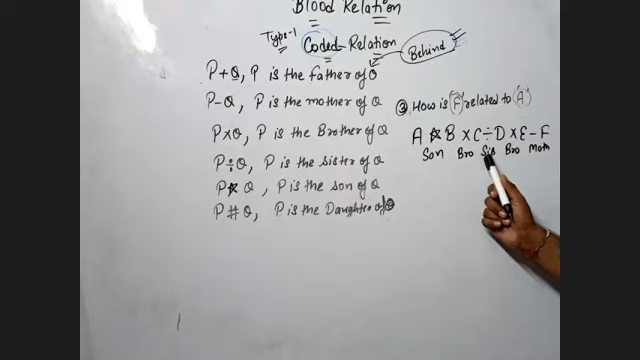 Blood Relation
Type-1
Coded-Relation
Behind
P+Q, P is the Father of Q
P-Q, P is the mother of Q
P×Q, P is the Brother of Q
P÷Q, P is the sister of Q
P☆Q, P is the son of Q
P#Q, P is the Daughter of Q
③ How is F related to A
A ☆ B × C ÷ D × E - F
Son Bro Sis Bro Moth